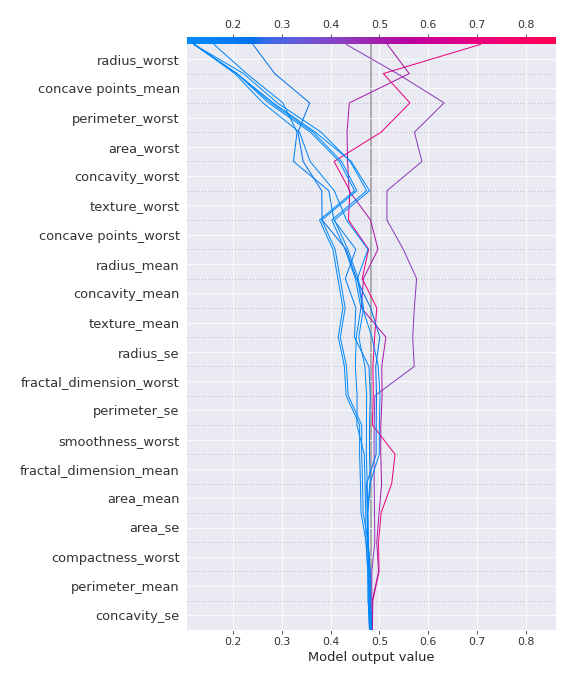 0.2 0.3 0.4 0.5 0.6 0.7 0.8
radius_worst
concave points_mean
perimeter_worst
area_worst
concavity_worst
texture_worst
concave points_worst
radius_mean
concavity_mean
texture_mean
radius_se
fractal_dimension_worst
perimeter_se
smoothness_worst
fractal_dimension_mean
area_mean
area_se
compactness_worst
perimeter_mean
concavity_se
0.2 0.3 0.4 0.5 0.6 0.7 0.8
Model output value